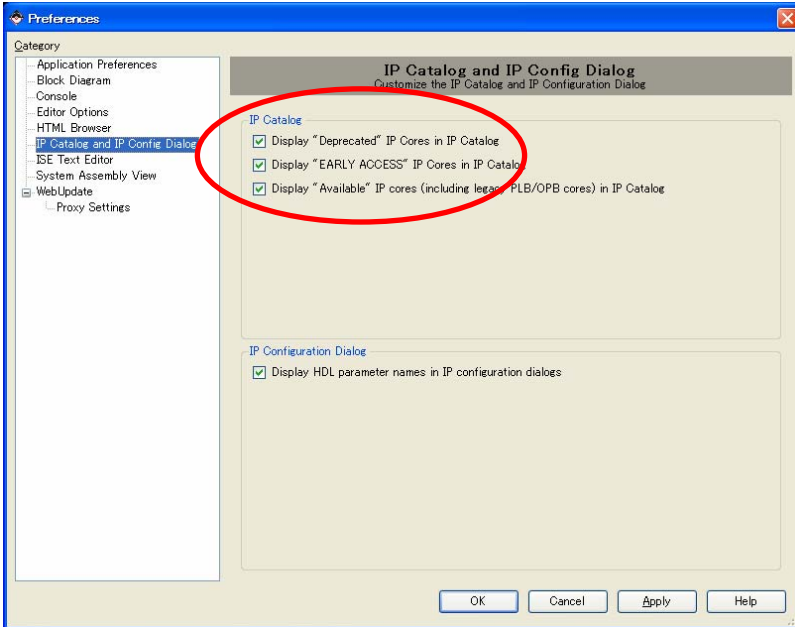 Preferences
Category
Application Preferences
Block Diagram
Console
Editor Options
HTML Browser
IP Catalog and IP Config Dialog
ISE Text Editor
System Assembly View
WebUpdate
Proxy Settings
IP Catalog and IP Config Dialog
Customize the IP Catalog and IP Configuration Dialog
IP Catalog
Display "Deprecated" IP Cores in IP Catalog
Display "EARLY ACCESS" IP Cores in IP Catalog
Display "Available" IP cores (including legacy PLB/OPB cores) in IP Catalog
IP Configuration Dialog
Display HDL parameter names in IP configuration dialogs
OK
Cancel
Apply
Help